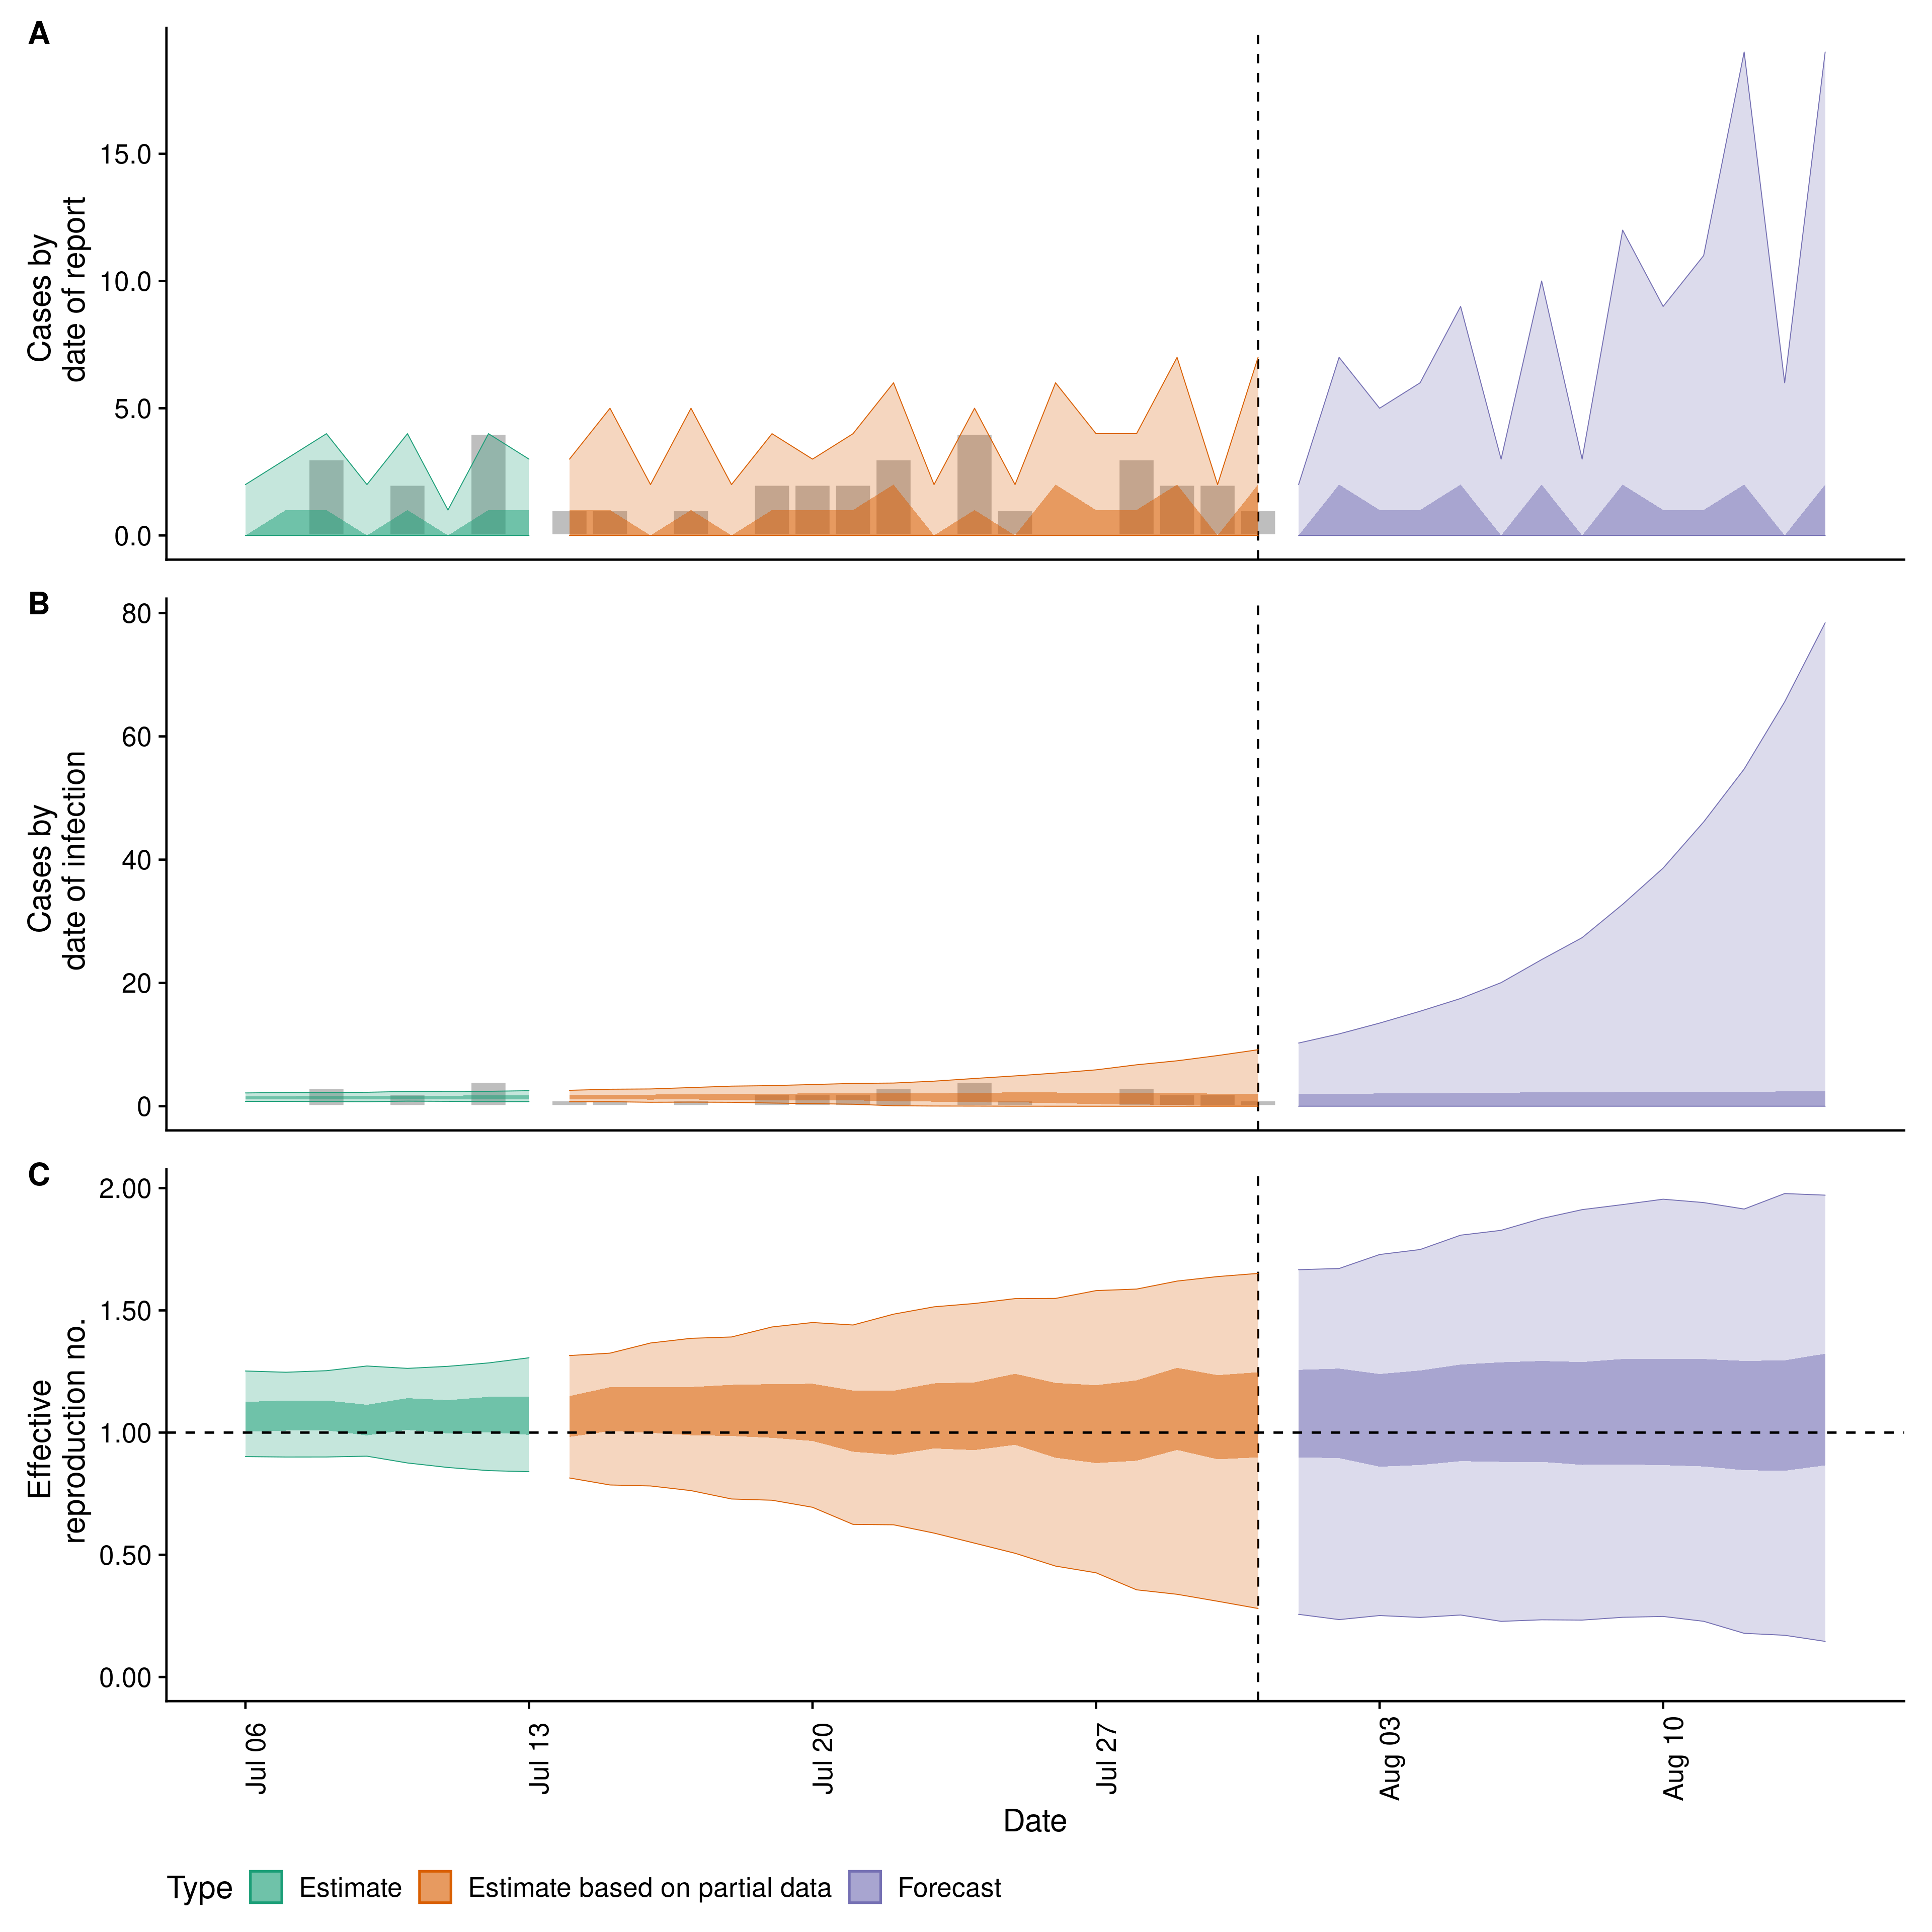 A
Cases by
date of report
15.0
10.0
5.0
0.0
B
Cases by
date of infection
80
60
40
20
0
C
Effective
reproduction no.
2.00
1.50
1.00
0.50
0.00
Jul 06
Jul 13
Jul 20
Jul 27
Aug 03
Aug 10
Date
Type Estimate Estimate based on partial data Forecast